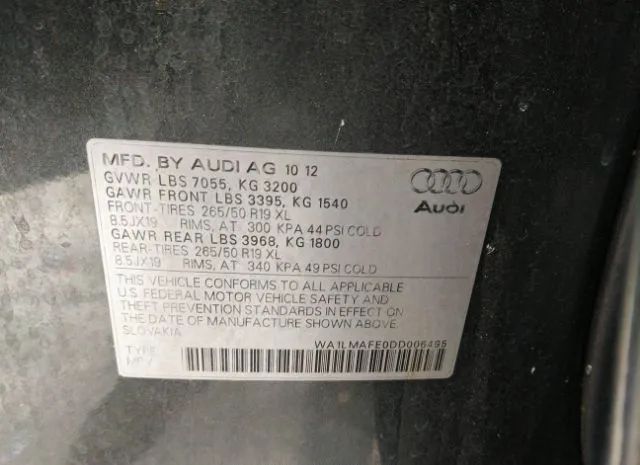 MFD. BY AUDI AG 10 12
GVWR LBS 7055, KG 3200
GAWR FRONT LBS 3395, KG 1540
FRONT-TIRES 265/50 R19 XL
8.5JX19 RIMS, AT 300 KPA 44 PSI COLD
GAWR REAR LBS 3968, KG 1800
REAR-TIRES 265/50 R19 XL
8.5JX19 RIMS, AT 340 KPA 49 PSI COLD
Audi
THIS VEHICLE CONFORMS TO ALL APPLICABLE
U.S. FEDERAL MOTOR VEHICLE SAFETY AND
THEFT PREVENTION STANDARDS IN EFFECT ON
THE DATE OF MANUFACTURE SHOWN ABOVE.
SLOVAKIA
TYPE: WA1LMAFE0DD006495
MPV